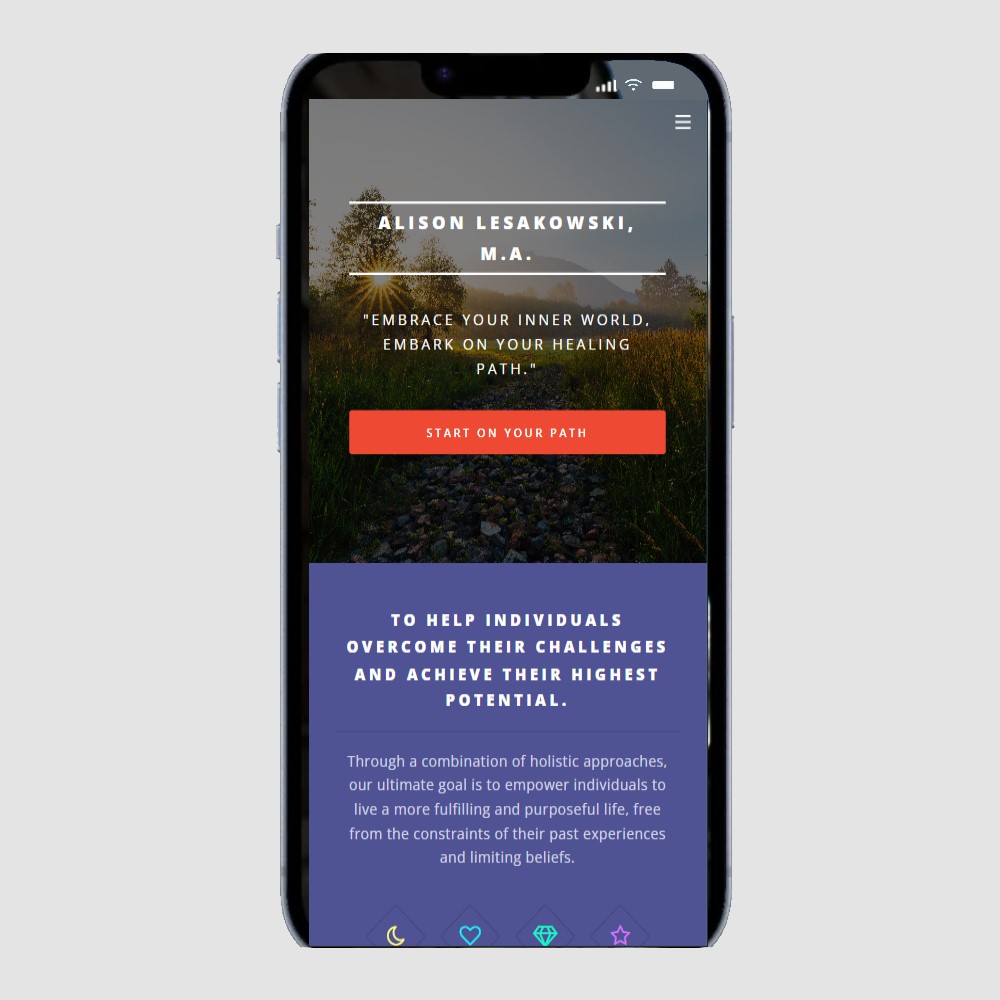 ALISON LESAKOWSKI,
M.A.
"EMBRACE YOUR INNER WORLD,
EMBARK ON YOUR HEALING
PATH."
START ON YOUR PATH
TO HELP INDIVIDUALS
OVERCOME THEIR CHALLENGES
AND ACHIEVE THEIR HIGHEST
POTENTIAL.
Through a combination of holistic approaches,
our ultimate goal is to empower individuals to
live a more fulfilling and purposeful life, free
from the constraints of their past experiences
and limiting beliefs.